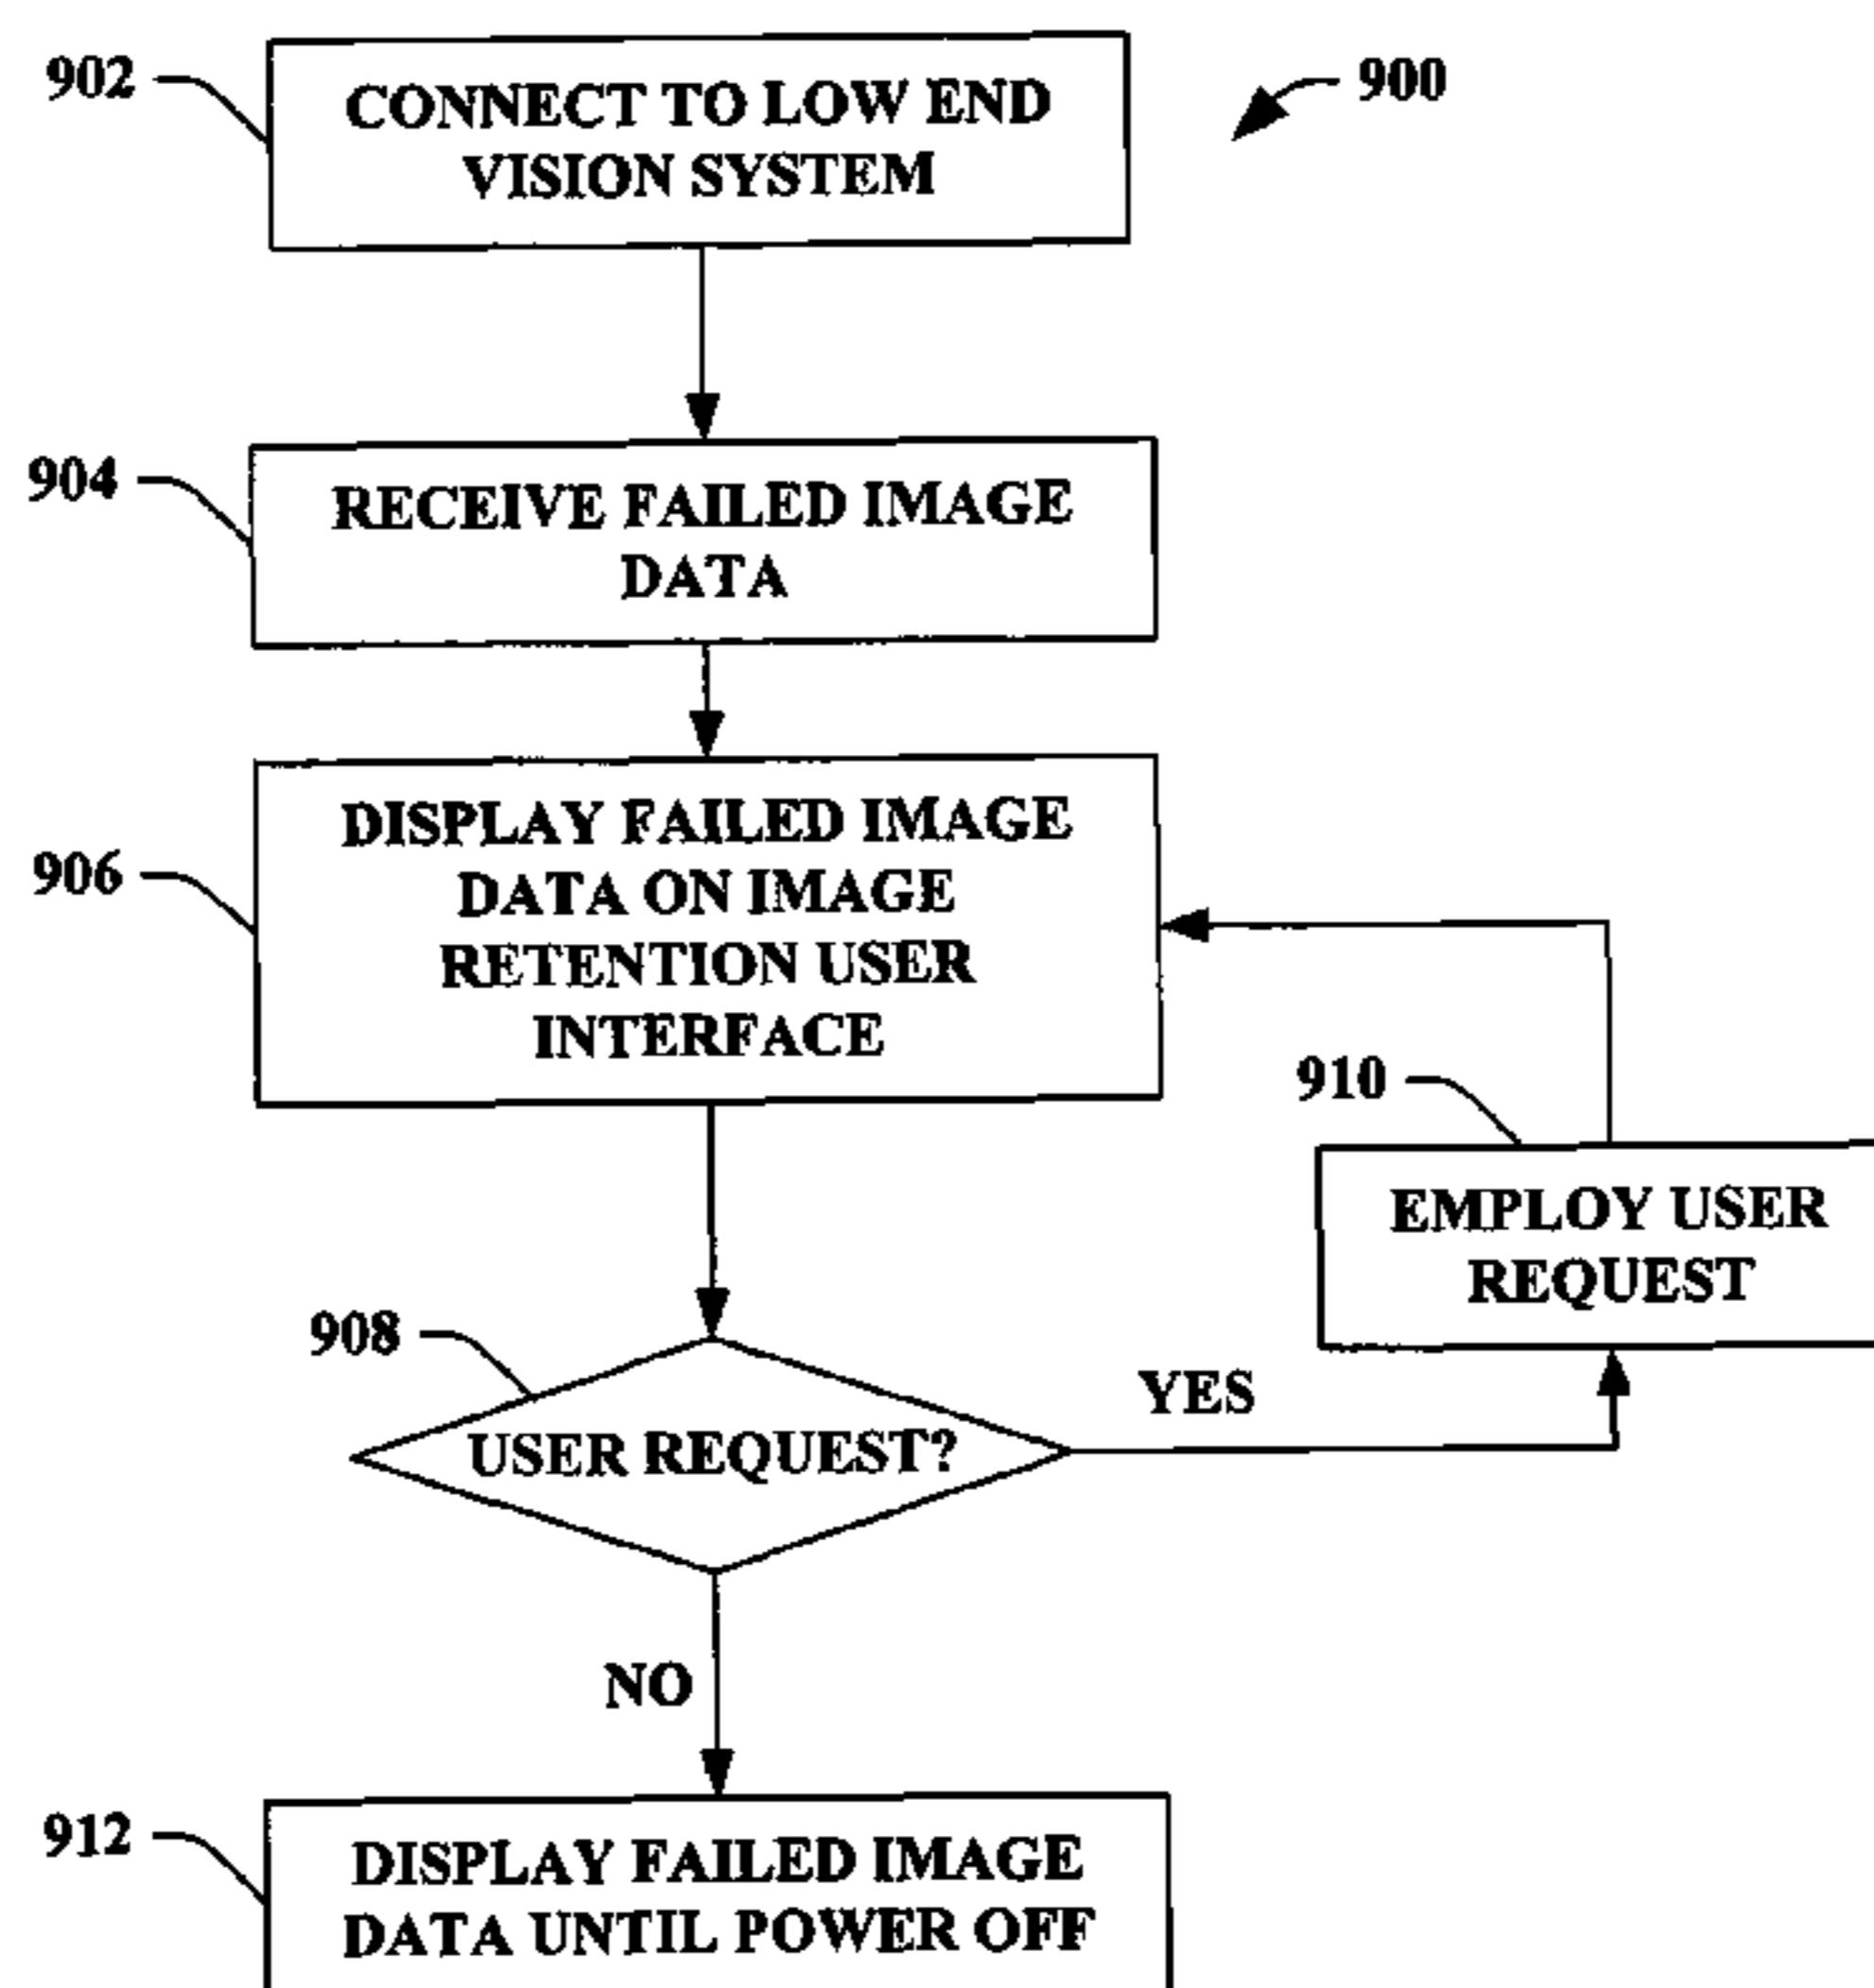 902
CONNECT TO LOW END
VISION SYSTEM
900
904
RECEIVE FAILED IMAGE
DATA
906
DISPLAY FAILED IMAGE
DATA ON IMAGE
RETENTION USER
INTERFACE
910
EMPLOY USER
REQUEST
908
USER REQUEST?
YES
NO
912
DISPLAY FAILED IMAGE
DATA UNTIL POWER OFF